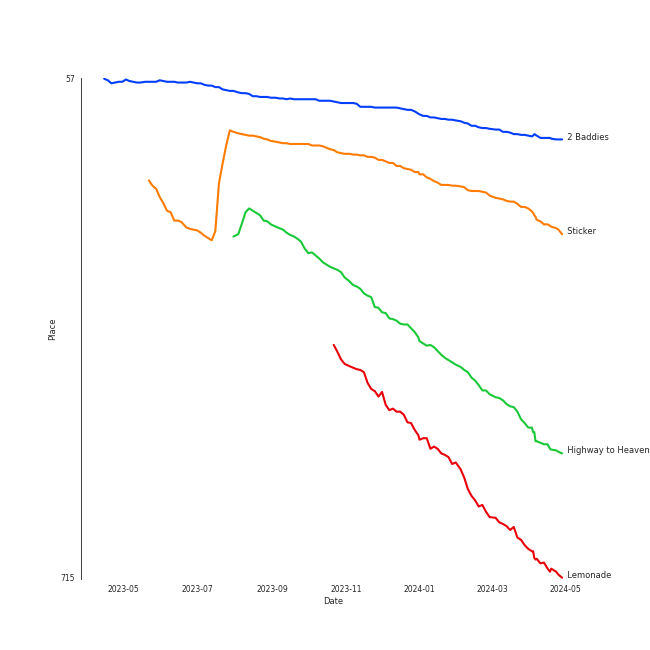 57
2 Baddies
Sticker
Place
Highway to Heaven
Lemonade
715
2023-05 2023-07 2023-09 2023-11 2024-01 2024-03 2024-05
Date